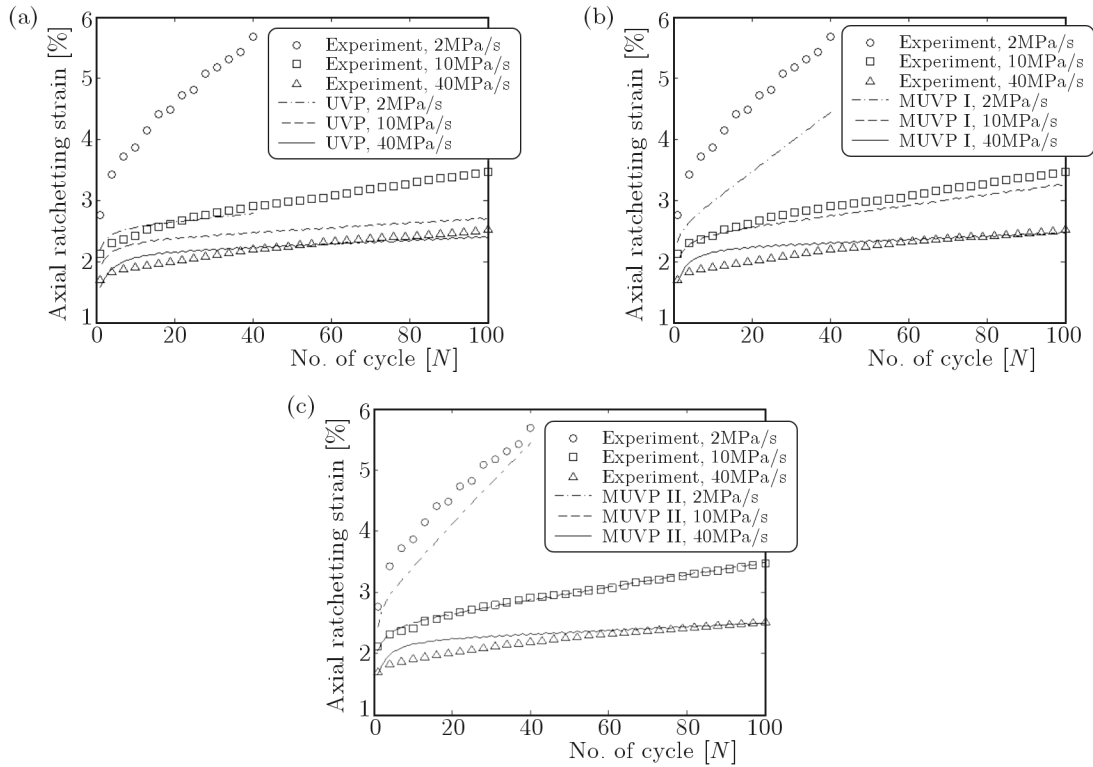 (a)
Axial ratchetting strain [%]
6
5
4
3
2
1
0 20 40 60 80 100
No. of cycle [N]
Experiment, 2MPa/s
Experiment, 10MPa/s
Experiment, 40MPa/s
UVP, 2MPa/s
UVP, 10MPa/s
UVP, 40MPa/s
(b)
Axial ratchetting strain [%]
6
5
4
3
2
1
0 20 40 60 80 100
No. of cycle [N]
Experiment, 2MPa/s
Experiment, 10MPa/s
Experiment, 40MPa/s
MUVP I, 2MPa/s
MUVP I, 10MPa/s
MUVP I, 40MPa/s
(c)
Axial ratchetting strain [%]
6
5
4
3
2
1
0 20 40 60 80 100
No. of cycle [N]
Experiment, 2MPa/s
Experiment, 10MPa/s
Experiment, 40MPa/s
MUVP II, 2MPa/s
MUVP II, 10MPa/s
MUVP II, 40MPa/s